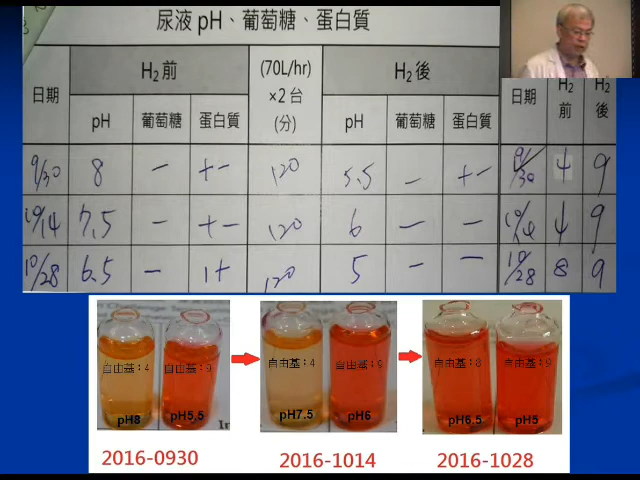 尿液 pH、葡萄糖、蛋白質
日期 H₂前 (70L/hr) ×2台 (分) H₂後 日期 H₂前 H₂後
pH 葡萄糖 蛋白質 pH 葡萄糖 蛋白質
9/30 8 − +− 120 5.5 − +− 9/30 4 9
10/14 7.5 − +− 120 6 − − 10/14 4 9
10/28 6.5 − 1+ 120 5 − − 10/28 8 9
自由基:4 自由基:9 自由基:4 自由基:9 自由基:8 自由基:9
pH8 pH5.5 pH7.5 pH6 pH6.5 pH5
2016-0930 2016-1014 2016-1028